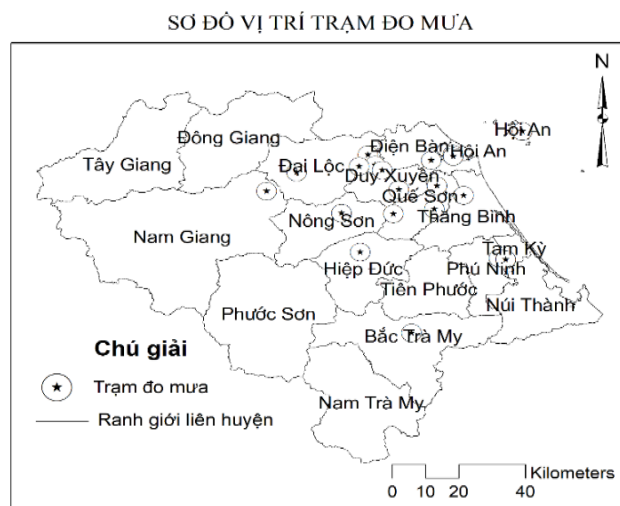 SƠ ĐỒ VỊ TRÍ TRẠM ĐO MƯA
N
Hội An
Đông Giang
Điện Bàn
Hội An
Tây Giang
Đại Lộc
Duy Xuyên
Quế Sơn
Nông Sơn
Thăng Bình
Nam Giang
Tam Kỳ
Hiệp Đức
Phú Ninh
Tiên Phước
Núi Thành
Phước Sơn
Bắc Trà My
Chú giải
Trạm đo mưa
Nam Trà My
Ranh giới liên huyện
Kilometers
0 10 20 40